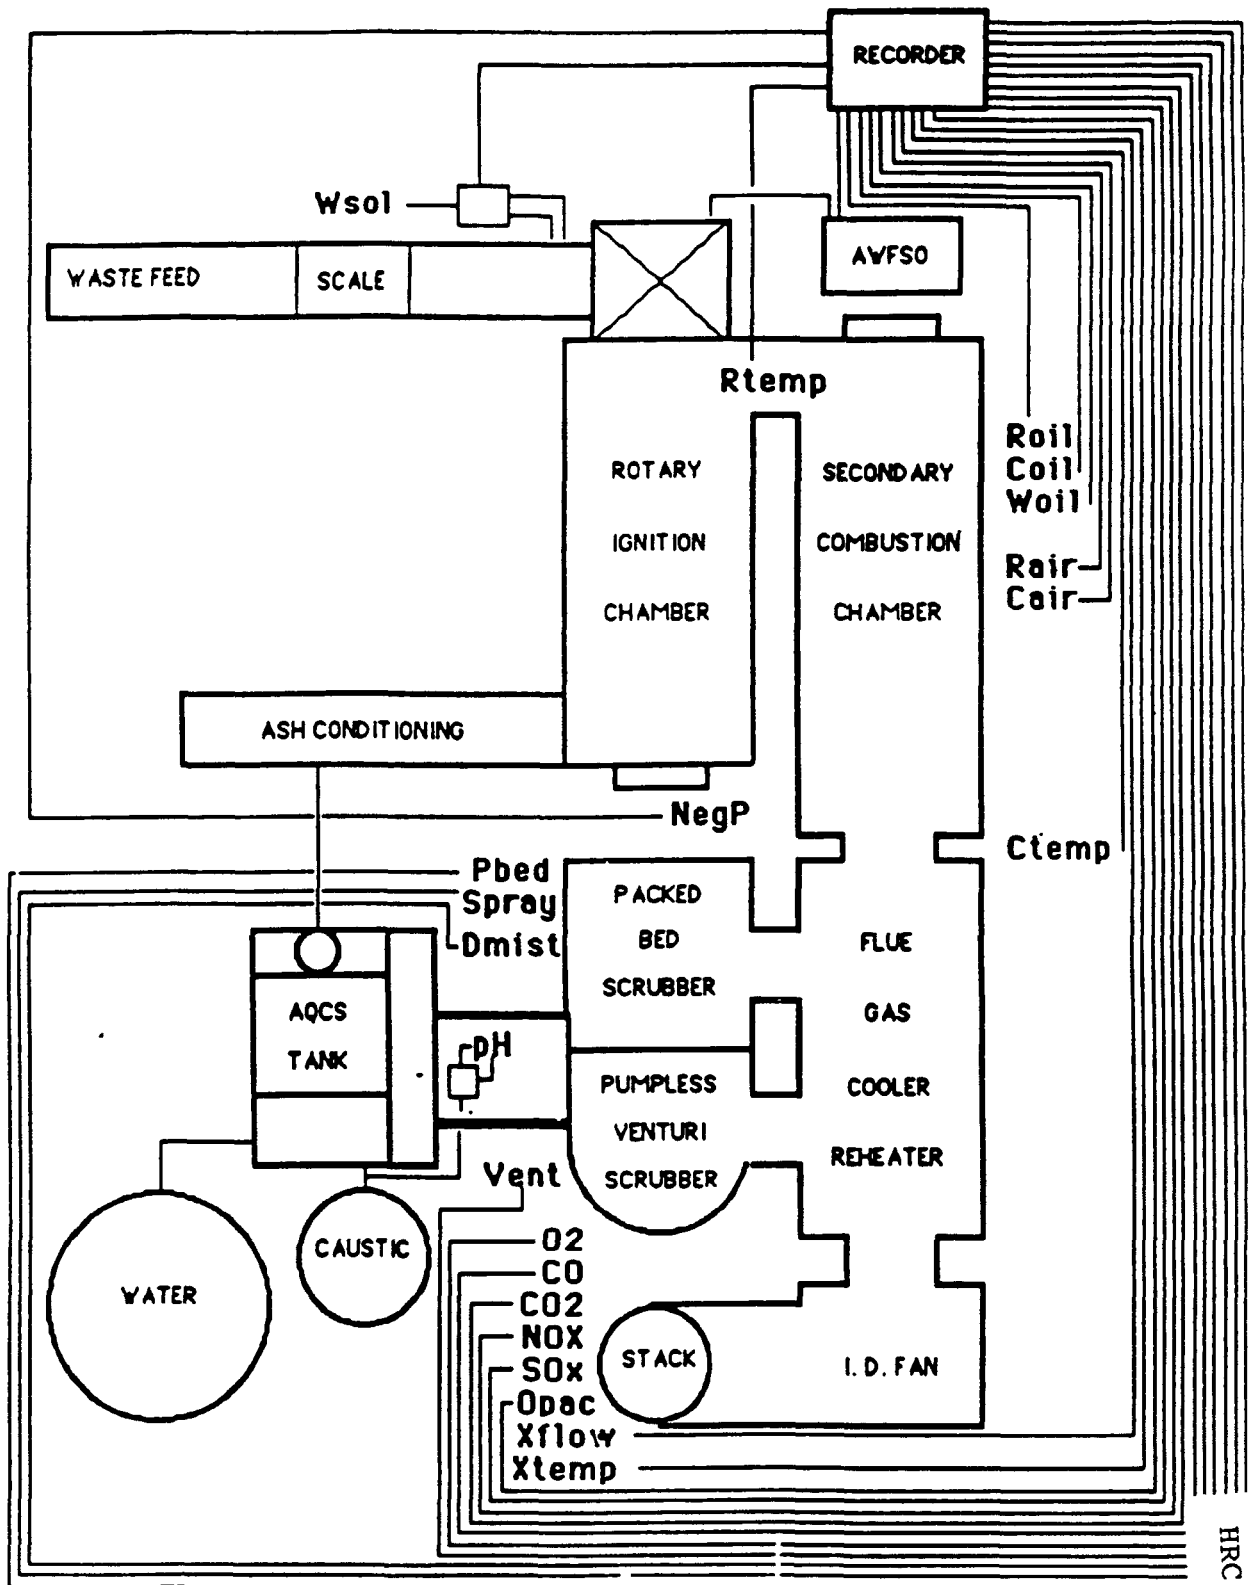 RECORDER
Wsol
WASTE FEED
SCALE
AWFSO
Rtemp
Roil
Coil
Woil
ROTARY
IGNITION
CHAMBER
SECONDARY
COMBUSTION
CHAMBER
Rair
Cair
ASH CONDITIONING
NegP
Ctemp
Pbed
Spray
Dmist
PACKED
BED
SCRUBBER
FLUE
GAS
COOLER
REHEATER
AQCS
TANK
pH
PUMPLESS
VENTURI
SCRUBBER
Vent
CAUSTIC
WATER
O2
CO
CO2
NOX
SOx
Opac
Xflow
Xtemp
STACK
I. D. FAN
HRC